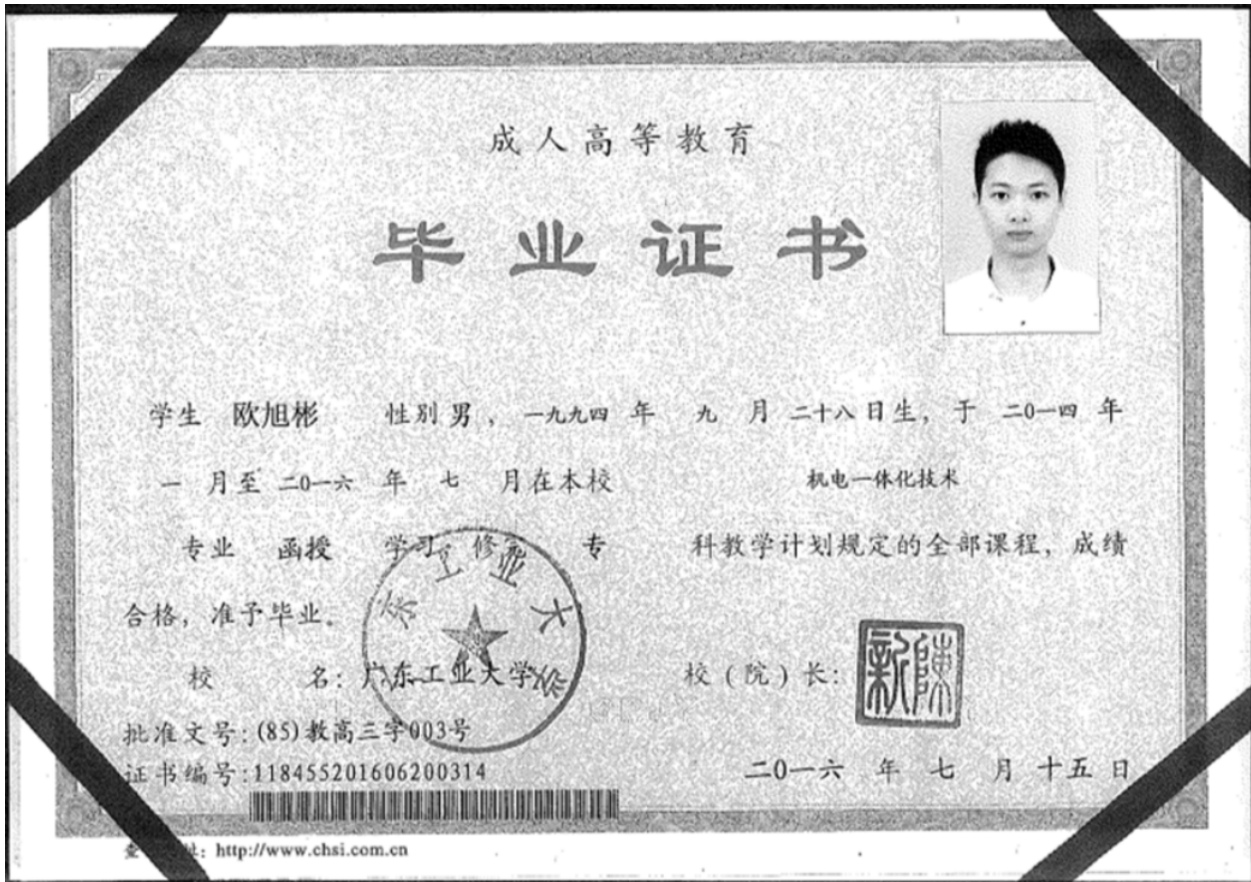 成人高等教育
毕业证书
学生 欧旭彬 性别 男 ， 一九九四 年 九 月 二十八 日生，于 二0一四 年
一 月至 二0一六 年 七 月在本校 机电一体化技术
专业 函授 学习，修完 专 科教学计划规定的全部课程，成绩
合格，准予毕业。
校 名：广东工业大学
校（院）长：
陈新
批准文号：(85)教高三字003号
证书编号：118455201606200314
二0一六 年 七 月 十五 日
http://www.chsi.com.cn